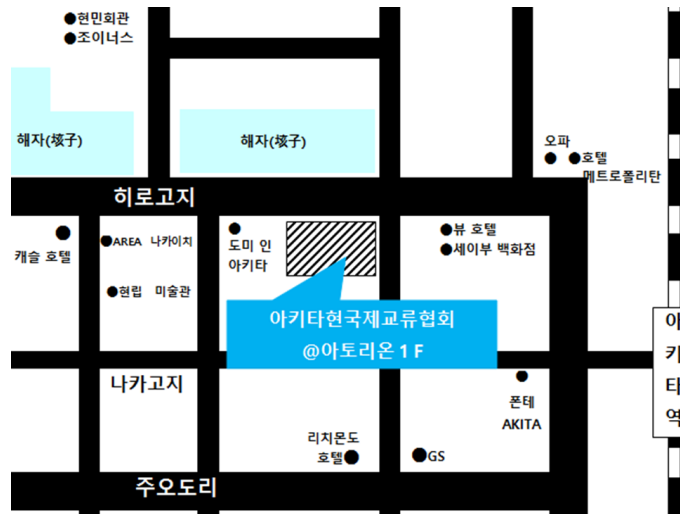 현민회관
조이너스
해자(垓子)
해자(垓子)
오파
호텔
메트로폴리탄
히로고지
캐슬 호텔
AREA 나카이치
도미 인
아키타
뷰 호텔
세이부 백화점
현립 미술관
아키타현국제교류협회
@아토리온 1 F
아
키
타
역
나카고지
폰테
AKITA
리치몬드
호텔
GS
주오도리